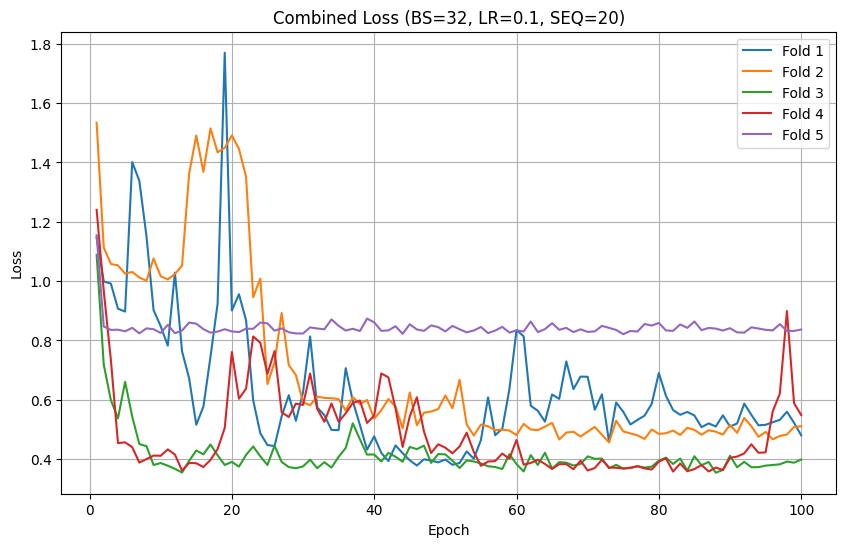 Combined Loss (BS=32, LR=0.1, SEQ=20)
Fold 1
Fold 2
Fold 3
Fold 4
Fold 5
Loss
1.8
1.6
1.4
1.2
1.0
0.8
0.6
0.4
0
20
40
60
80
100
Epoch